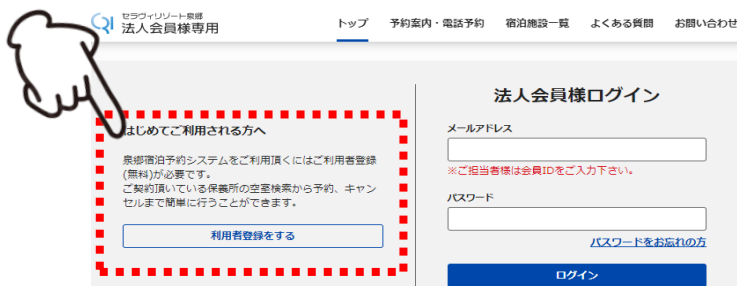 セラヴィリゾート泉郷
法人会員様専用
トップ 予約案内・電話予約 宿泊施設一覧 よくある質問 お問い合わせ
はじめてご利用される方へ
泉郷宿泊予約システムをご利用頂くにはご利用者登録
(無料)が必要です。
ご契約頂いている保養所の空室検索から予約、キャン
セルまで簡単に行うことができます。
利用者登録をする
法人会員様ログイン
メールアドレス
※ご担当者様は会員IDをご入力下さい。
パスワード
パスワードをお忘れの方
ログイン